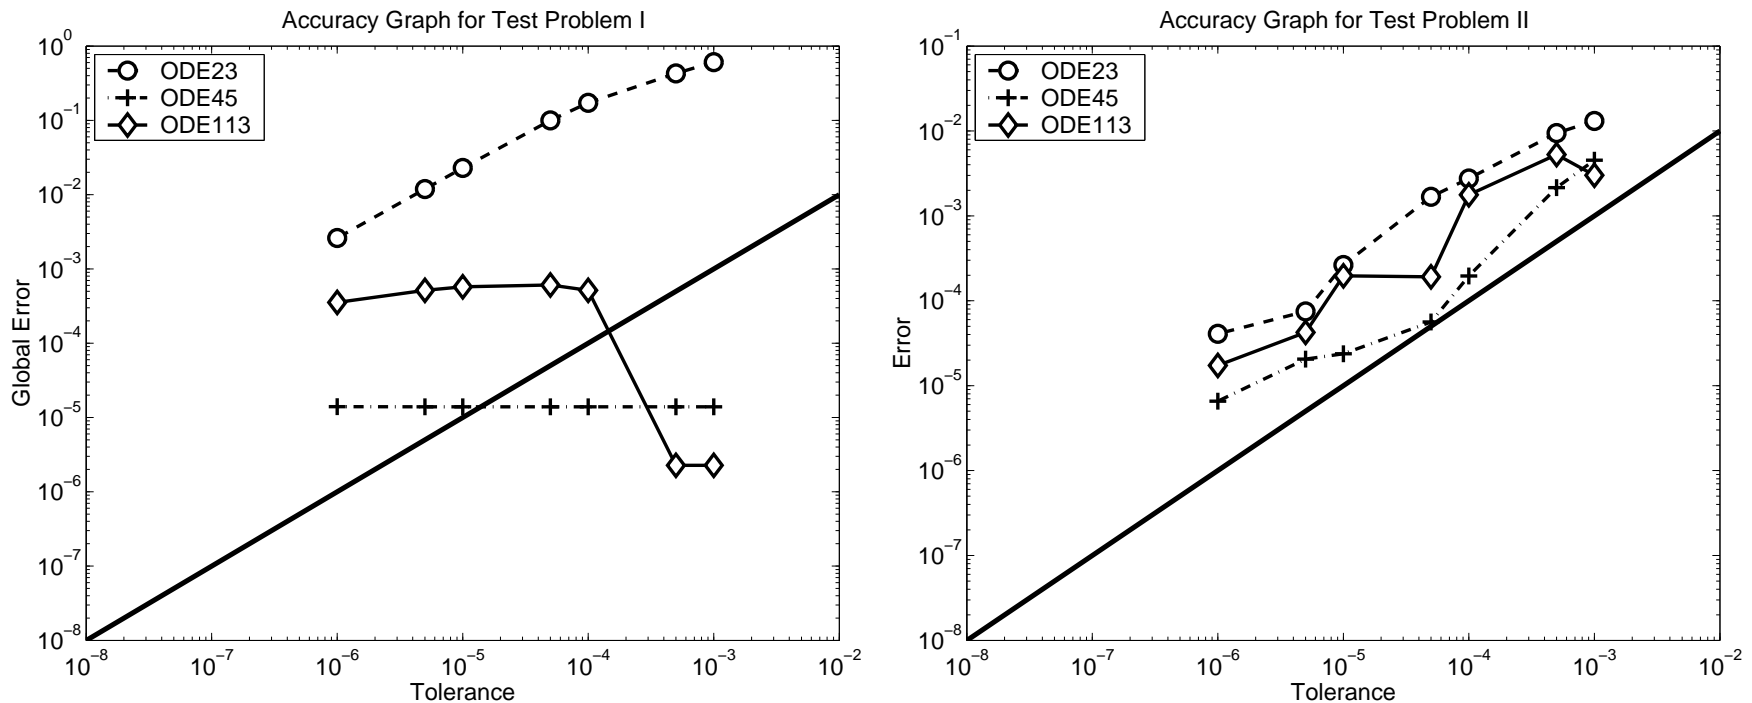 Accuracy Graph for Test Problem I
10^0
10^−1
10^−2
10^−3
10^−4
10^−5
10^−6
10^−7
10^−8
Global Error
ODE23
ODE45
ODE113
10^−8 10^−7 10^−6 10^−5 10^−4 10^−3 10^−2
Tolerance
Accuracy Graph for Test Problem II
10^−1
10^−2
10^−3
10^−4
10^−5
10^−6
10^−7
10^−8
Error
ODE23
ODE45
ODE113
10^−8 10^−7 10^−6 10^−5 10^−4 10^−3 10^−2
Tolerance